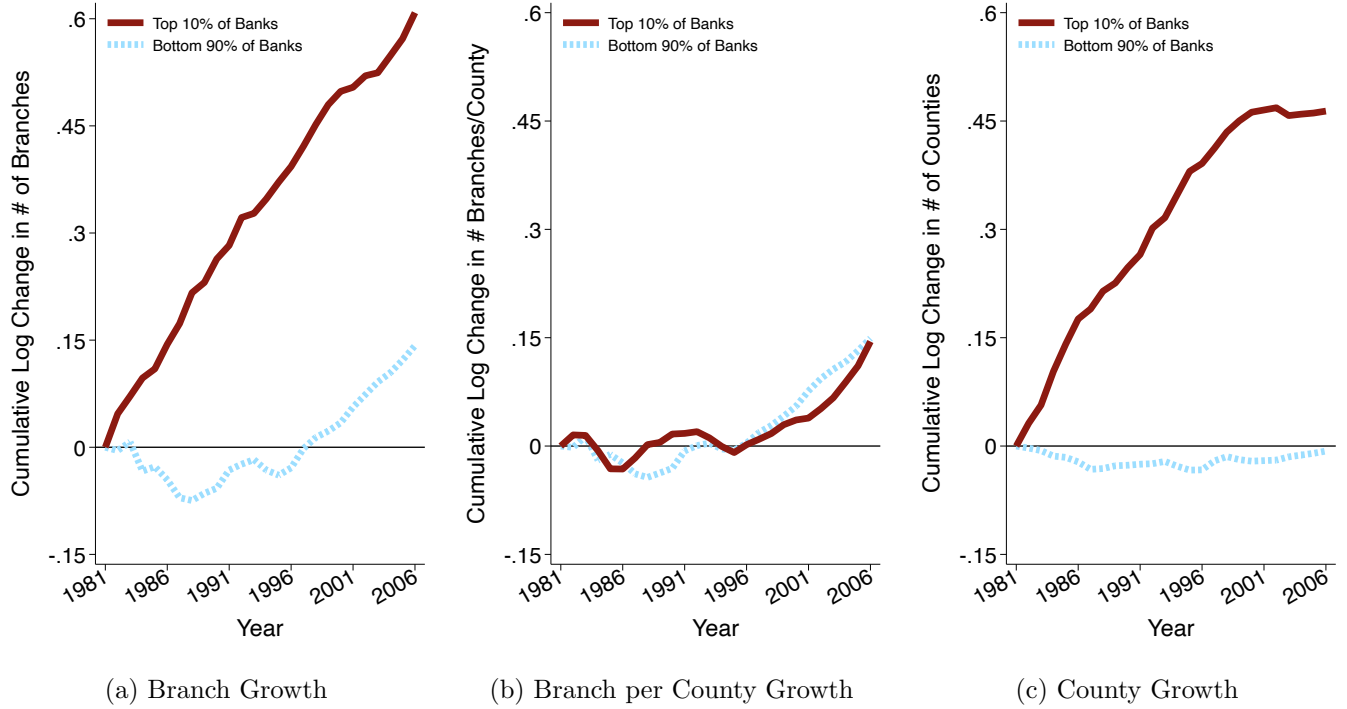 Cumulative Log Change in # of Branches
.6
.45
.3
.15
0
-.15
Top 10% of Banks
Bottom 90% of Banks
1981
1986
1991
1996
2001
2006
Year
(a) Branch Growth
Cumulative Log Change in # Branches/County
.6
.45
.3
.15
0
-.15
Top 10% of Banks
Bottom 90% of Banks
1981
1986
1991
1996
2001
2006
Year
(b) Branch per County Growth
Cumulative Log Change in # of Counties
.6
.45
.3
.15
0
-.15
Top 10% of Banks
Bottom 90% of Banks
1981
1986
1991
1996
2001
2006
Year
(c) County Growth